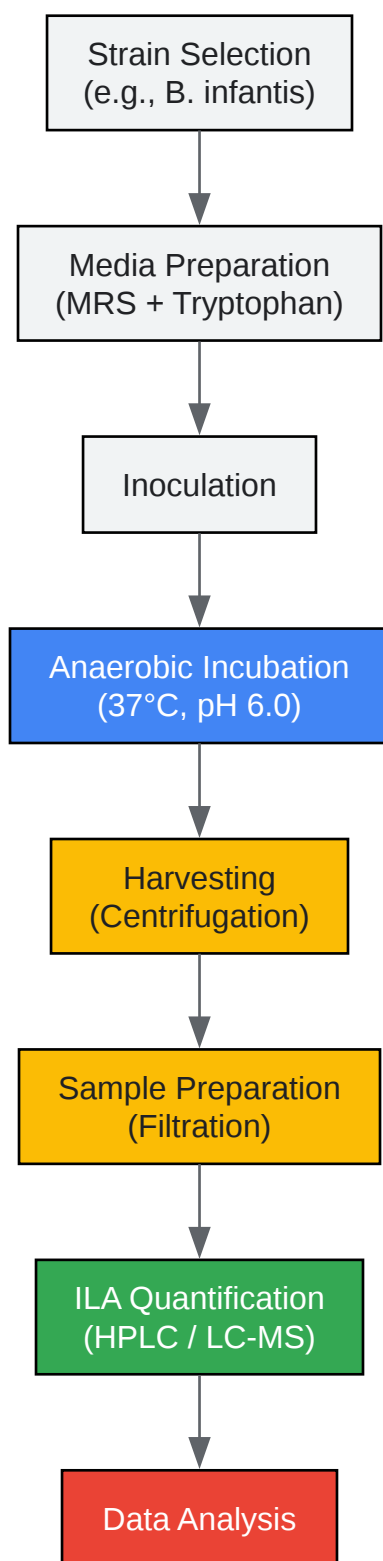 Strain Selection
(e.g., B. infantis)
Media Preparation
(MRS + Tryptophan)
Inoculation
Anaerobic Incubation
(37°C, pH 6.0)
Harvesting
(Centrifugation)
Sample Preparation
(Filtration)
ILA Quantification
(HPLC / LC-MS)
Data Analysis